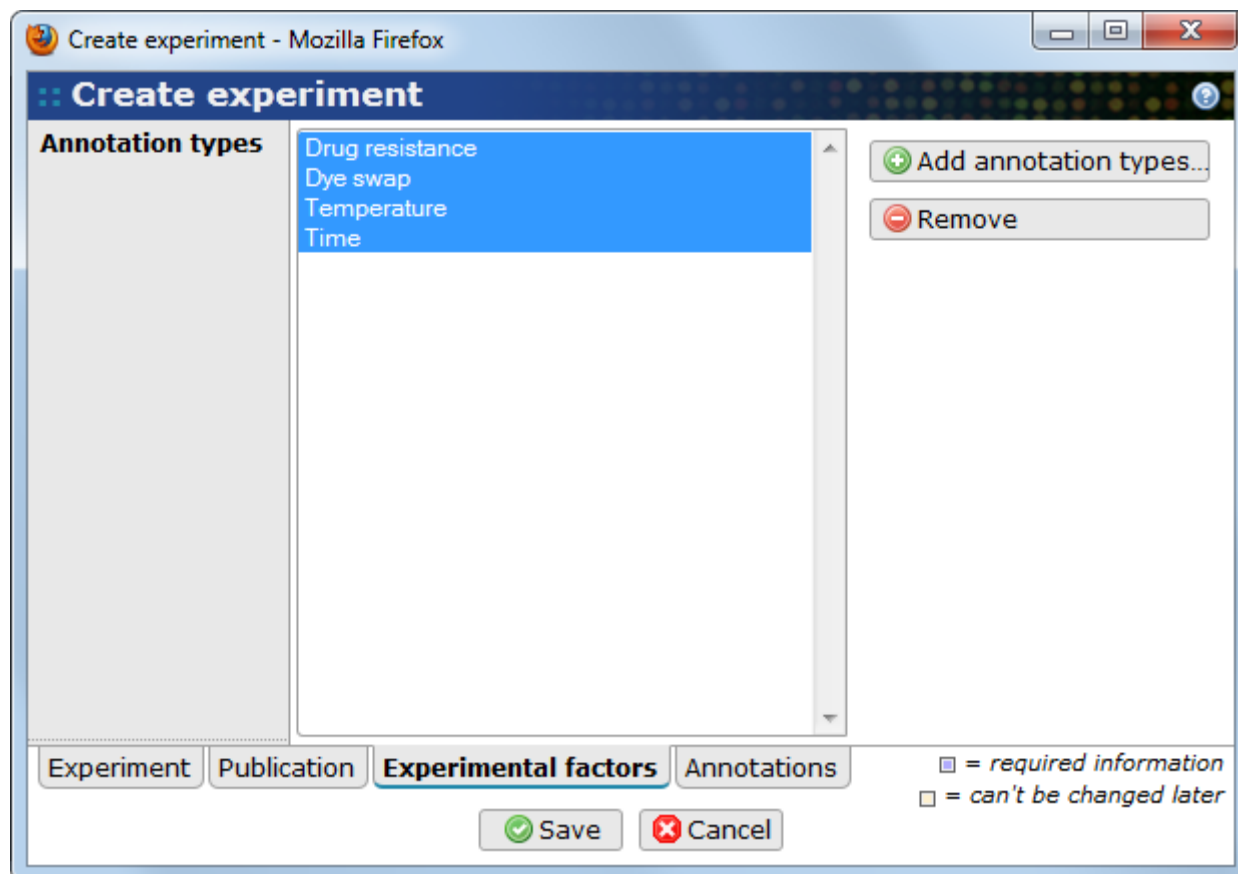 Create experiment - Mozilla Firefox
Create experiment
Annotation types
Drug resistance
Dye swap
Temperature
Time
Add annotation types...
Remove
Experiment Publication Experimental factors Annotations
= required information
= can't be changed later
Save Cancel